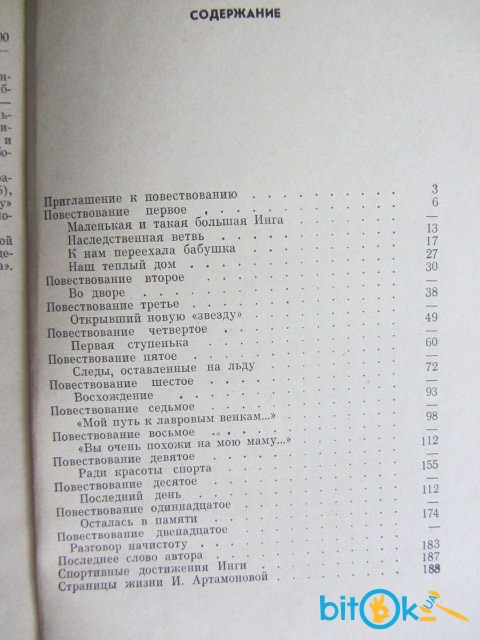 СОДЕРЖАНИЕ
Приглашение к повествованию 3
Повествование первое 6
Маленькая и такая большая Инга —
Наследственная ветвь 13
К нам переехала бабушка 17
Наш теплый дом 27
Повествование второе 30
Во дворе —
Повествование третье 38
Открывший новую «звезду» —
Повествование четвертое 49
Первая ступенька —
Повествование пятое 60
Следы, оставленные на льду —
Повествование шестое 72
Восхождение —
Повествование седьмое 93
«Мой путь к лавровым венкам...» —
Повествование восьмое 98
«Вы очень похожи на мою маму...» —
Повествование девятое 112
Ради красоты спорта —
Повествование десятое 155
Последний день —
Повествование одиннадцатое 112
Осталась в памяти —
Повествование двенадцатое 174
Разговор начистоту —
Последнее слово автора 183
Спортивные достижения Инги 187
Страницы жизни И. Артамоновой 188
bitOk
UA